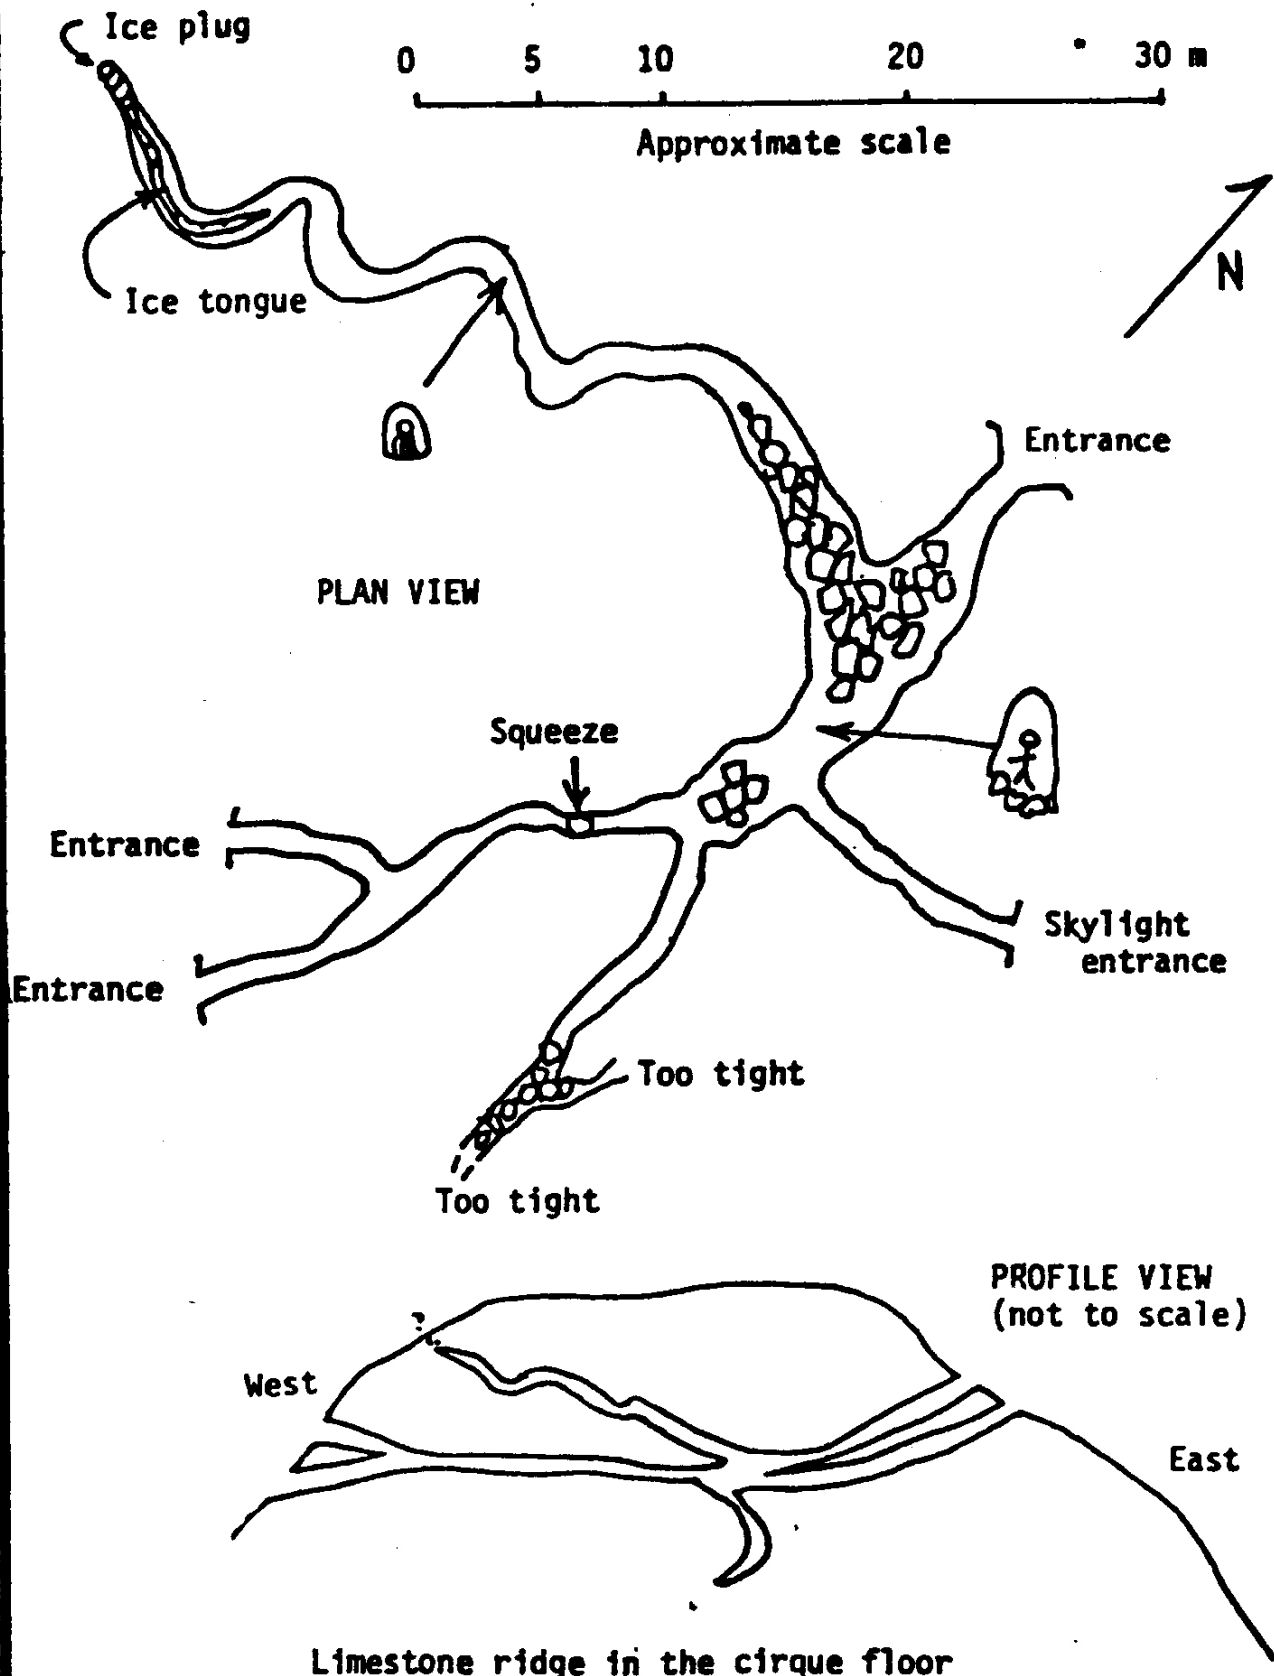 Ice plug
0 5 10 20 30 m
Approximate scale
N
Ice tongue
Entrance
PLAN VIEW
Squeeze
Entrance
Skylight
entrance
Entrance
Too tight
Too tight
PROFILE VIEW
(not to scale)
?
West
East
Limestone ridge in the cirque floor